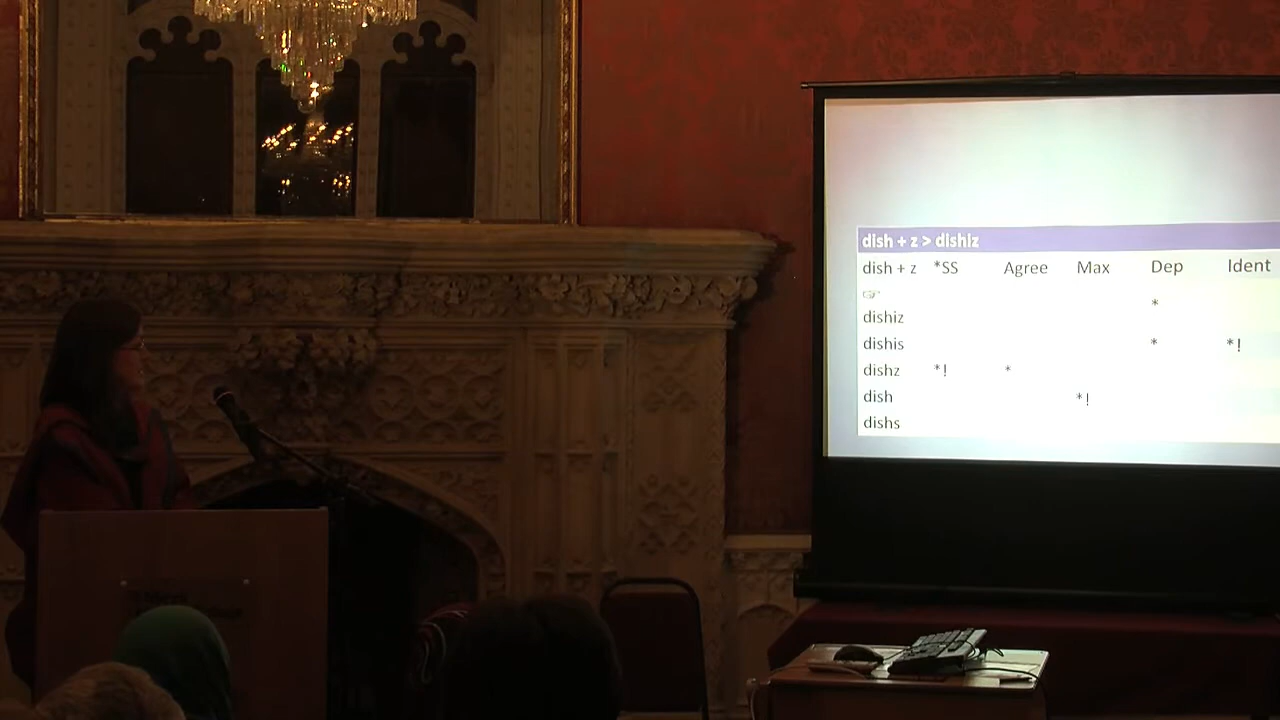 dish + z > dishiz
dish + z *SS Agree Max Dep Ident
☞
dishiz *
dishis * *!
dishz *! *
dish *!
dishs